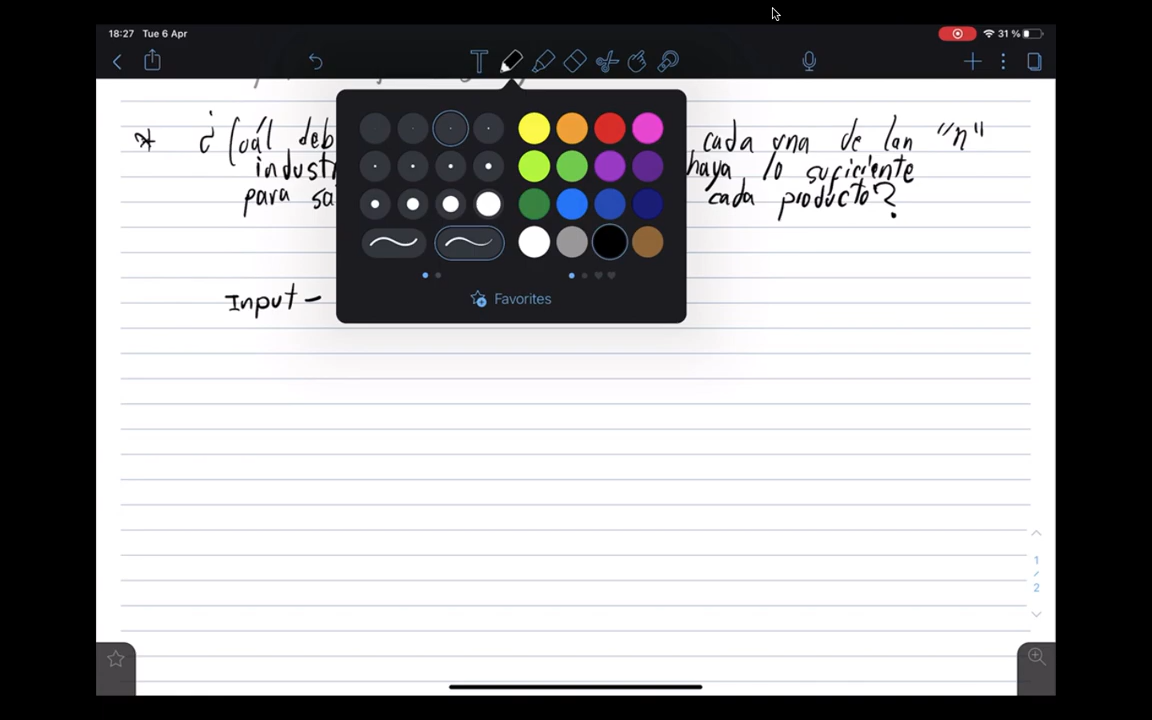 18:27 Tue 6 Apr 31 %
* ¿Cuál deb cada una de las "n"
industr haya lo suficiente
para sa cada producto?
Favorites
Input -
1
/
2